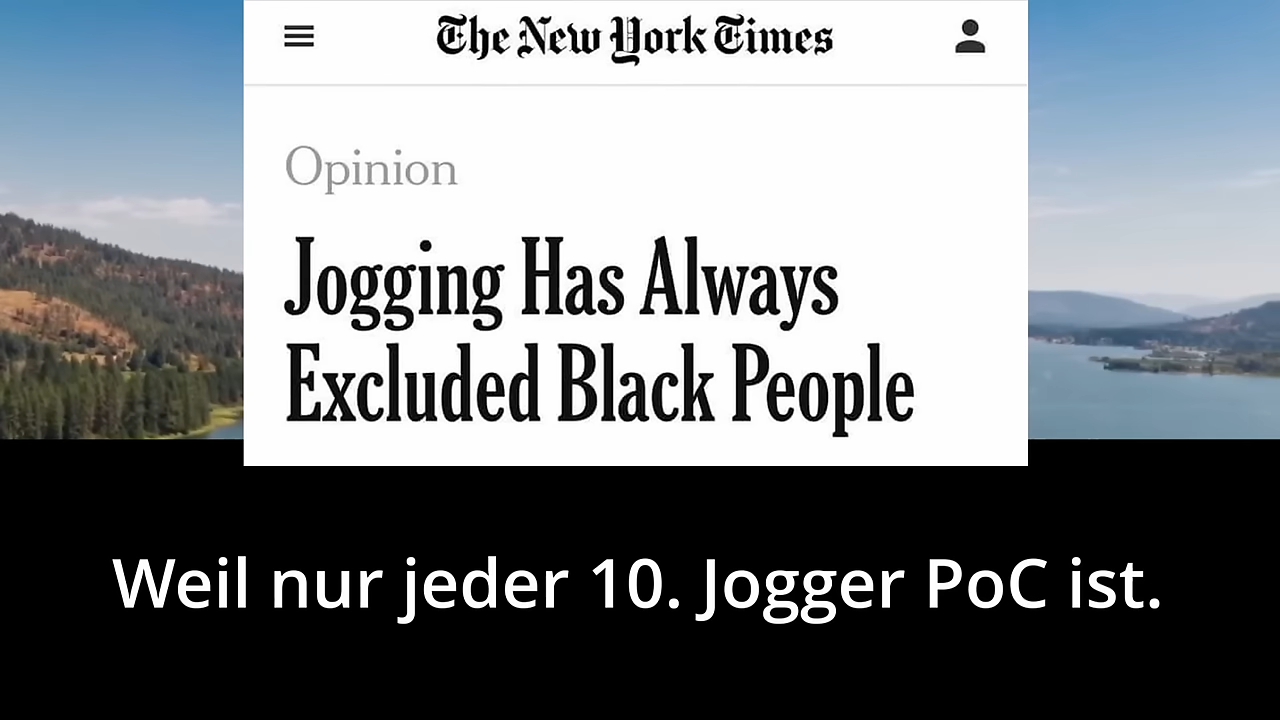 The New York Times
Opinion
Jogging Has Always
Excluded Black People
Weil nur jeder 10. Jogger PoC ist.